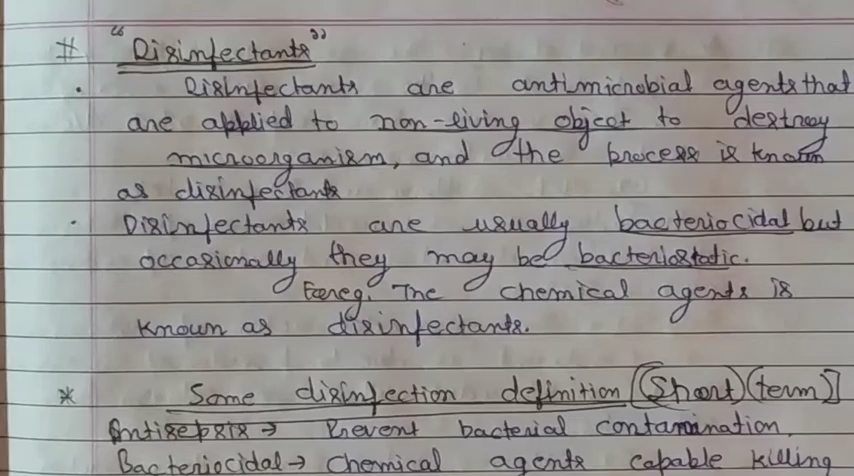 # "Disinfectants"
· Disinfectants are antimicrobial agents that
are applied to non-living object to destroy
microorganism, and the process is known
as disinfectants
· Disinfectants are usually bacteriocidal but
occasionally they may be bacteriostatic.
The chemical agents is
known as disinfectants.
* Some disinfection definition [(Short) (term)]
Antisepsis → Prevent bacterial contamination.
Bacteriocidal → Chemical agents capable killing